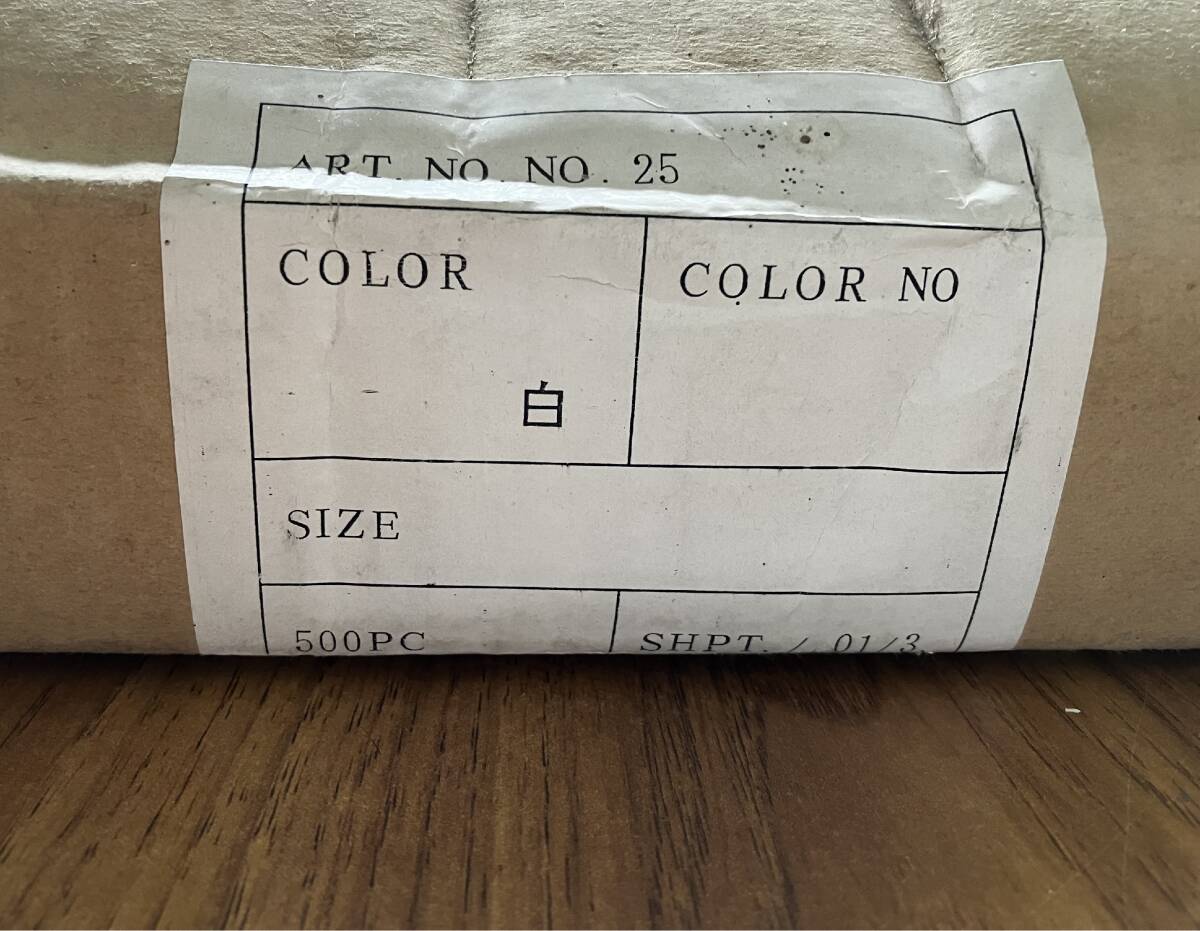 ART. NO. NO. 25
COLOR
COLOR NO
白
SIZE
500PC
SHPT. / 01/3